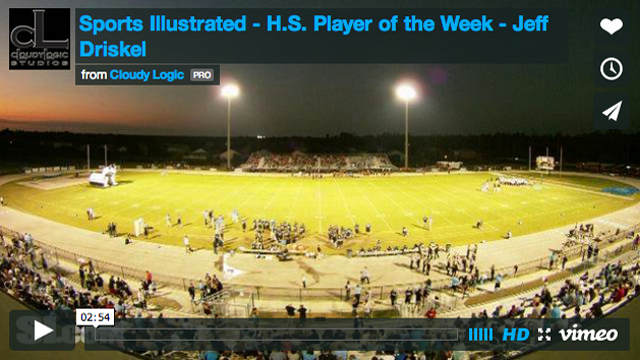 Sports Illustrated - H.S. Player of the Week - Jeff
Driskel
from Cloudy Logic PRO
cL
CLOUDYLOGIC
STUDIOS
02:54
HD
vimeo